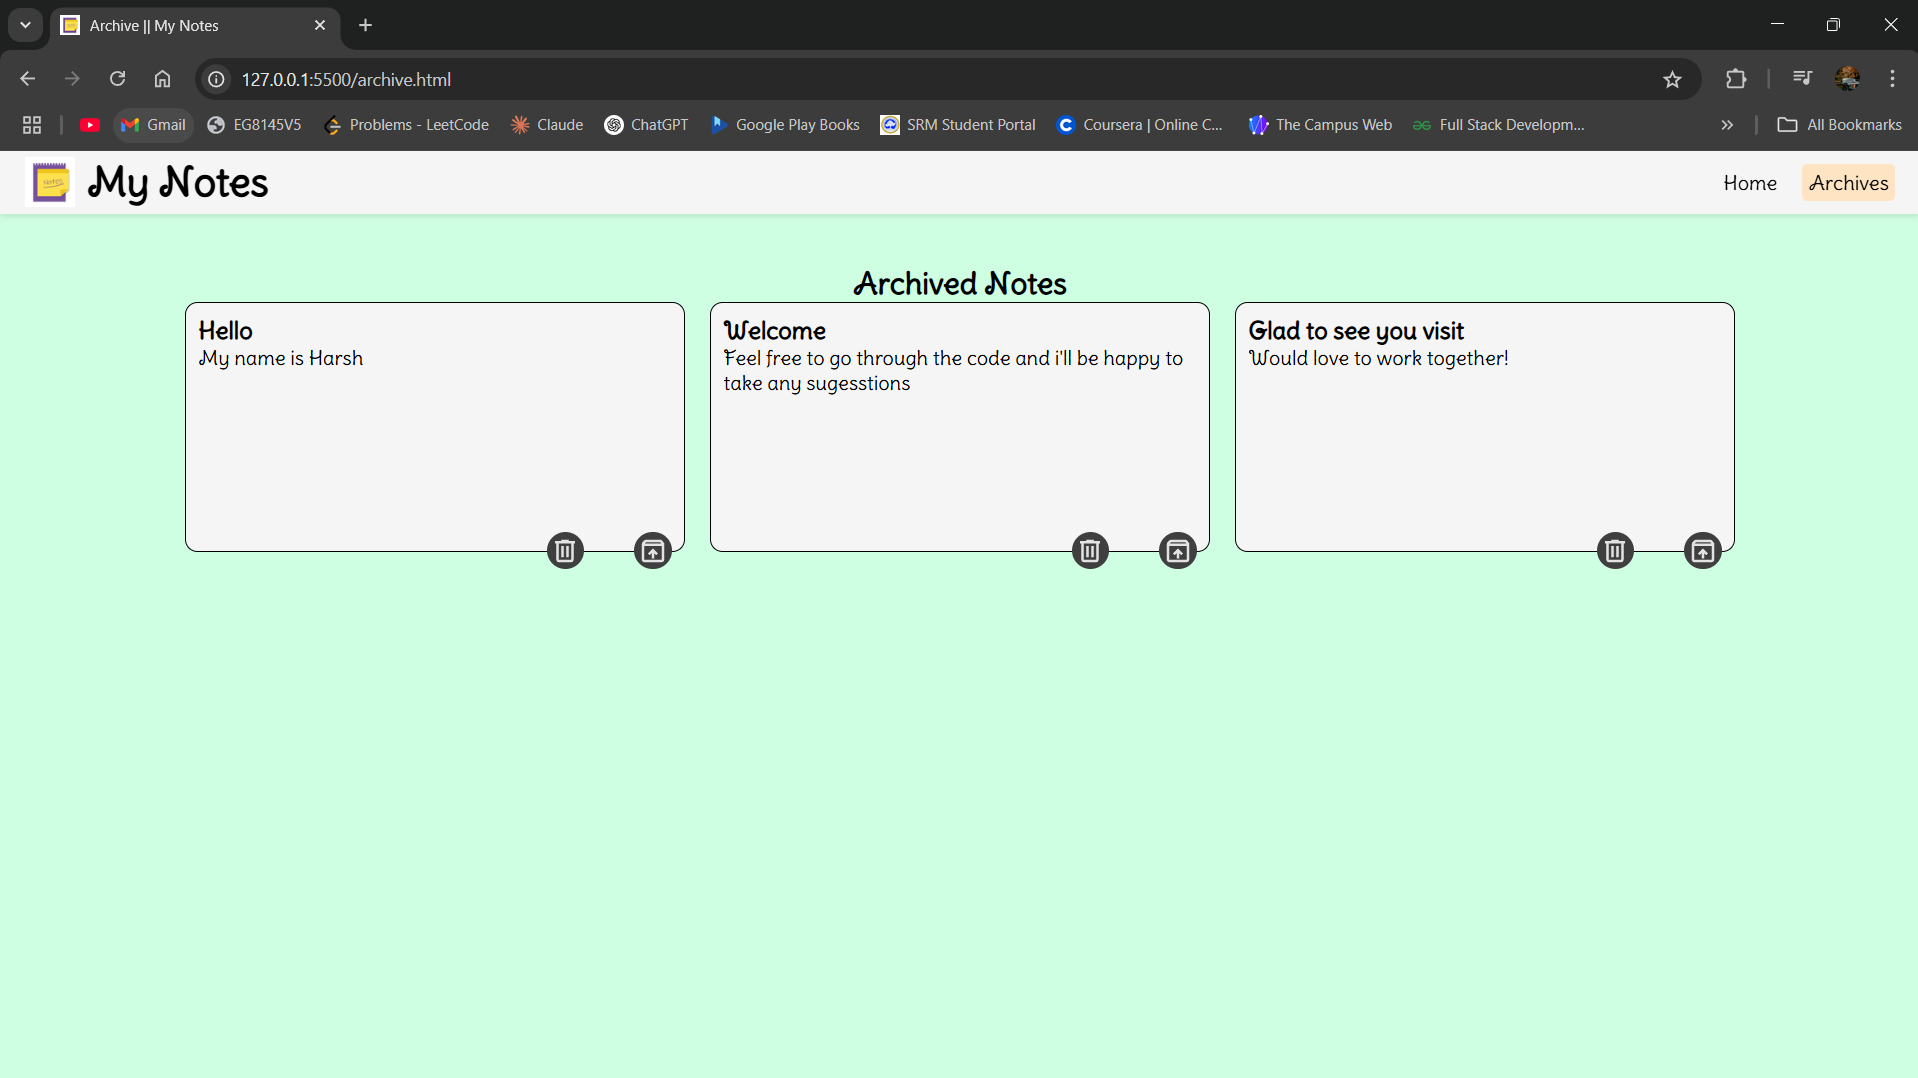 Archive || My Notes
127.0.0.1:5500/archive.html
Gmail EG8145V5 Problems - LeetCode Claude ChatGPT Google Play Books SRM Student Portal Coursera | Online C... The Campus Web Full Stack Developm... All Bookmarks
My Notes
Home Archives
Archived Notes
Hello
My name is Harsh
Welcome
Feel free to go through the code and i'll be happy to
take any sugesstions
Glad to see you visit
Would love to work together!